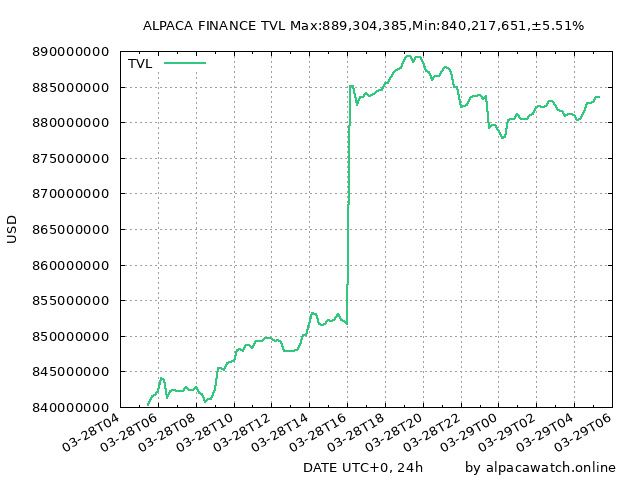 ALPACA FINANCE TVL Max:889,304,385,Min:840,217,651,±5.51%
890000000
TVL
885000000
880000000
875000000
870000000
865000000
860000000
855000000
850000000
845000000
840000000
USD
03-28T04
03-28T06
03-28T08
03-28T10
03-28T12
03-28T14
03-28T16
03-28T18
03-28T20
03-28T22
03-29T00
03-29T02
03-29T04
03-29T06
DATE UTC+0, 24h
by alpacawatch.online